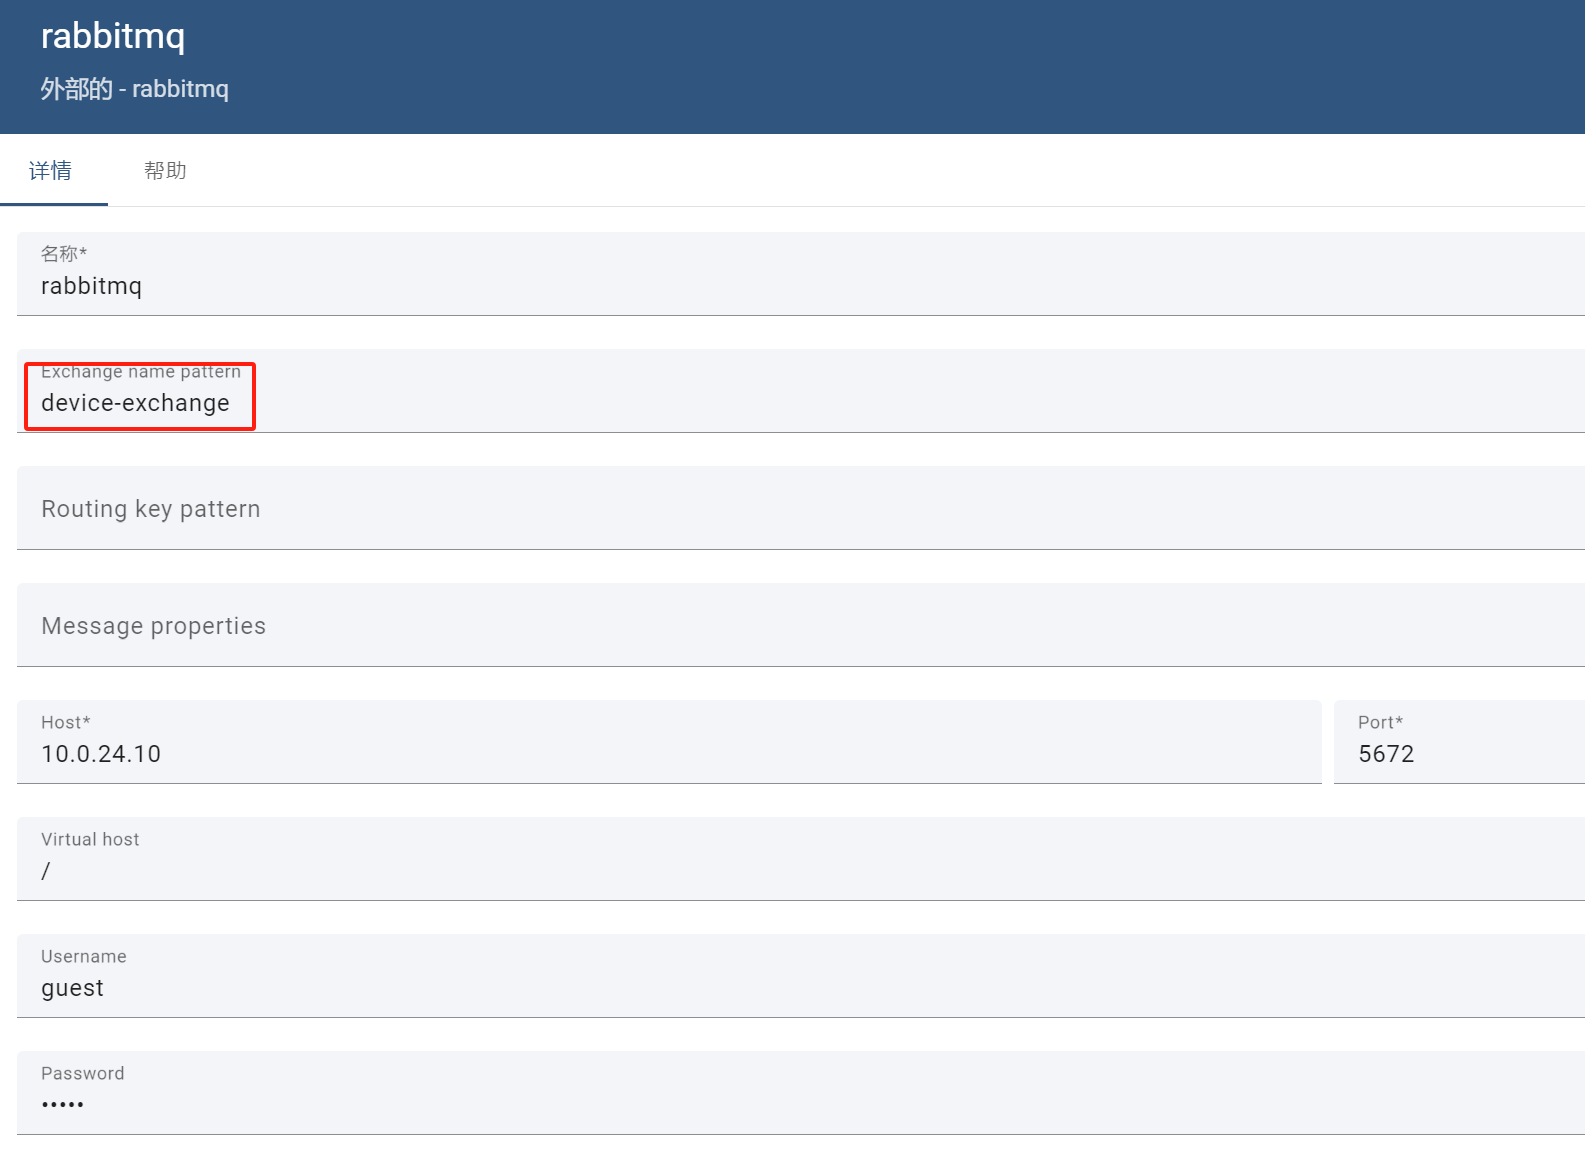 rabbitmq
外部的 - rabbitmq
详情
帮助
名称*
rabbitmq
Exchange name pattern
device-exchange
Routing key pattern
Message properties
Host*
10.0.24.10
Port*
5672
Virtual host
/
Username
guest
Password
•••••